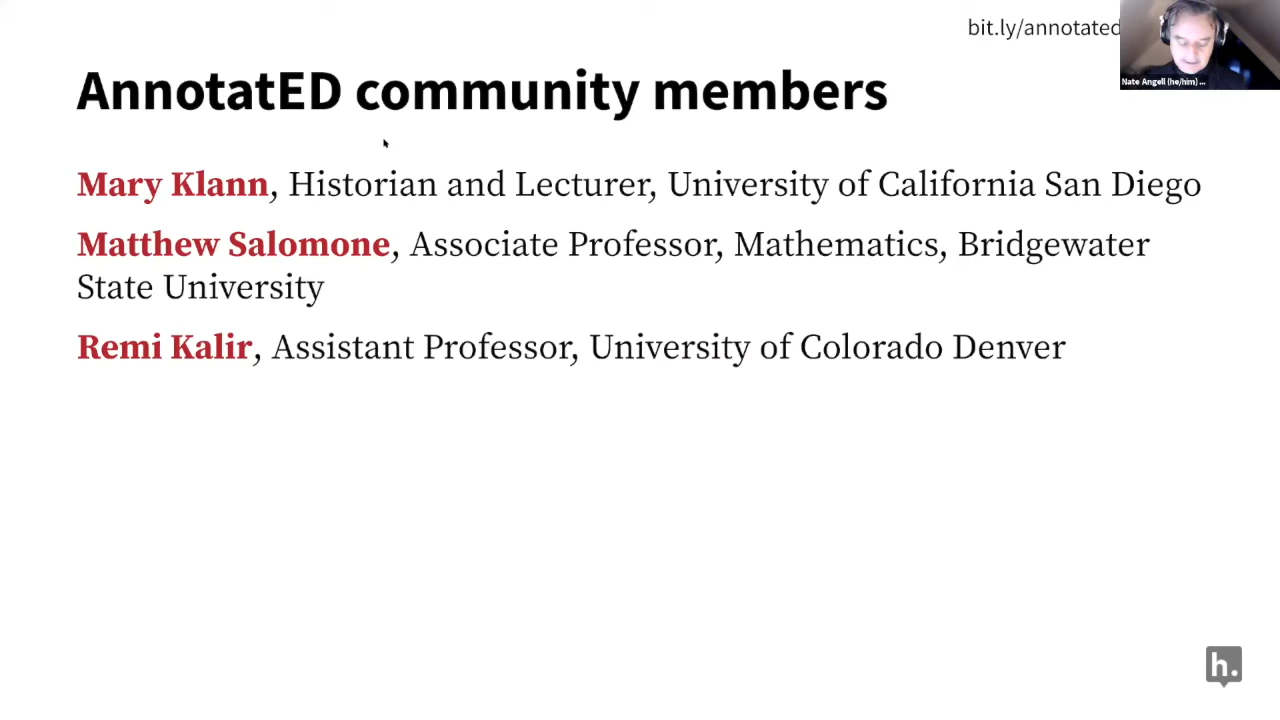 bit.ly/annotated
Nate Angell (he/him) ...
AnnotatED community members
Mary Klann, Historian and Lecturer, University of California San Diego
Matthew Salomone, Associate Professor, Mathematics, Bridgewater
State University
Remi Kalir, Assistant Professor, University of Colorado Denver
h.